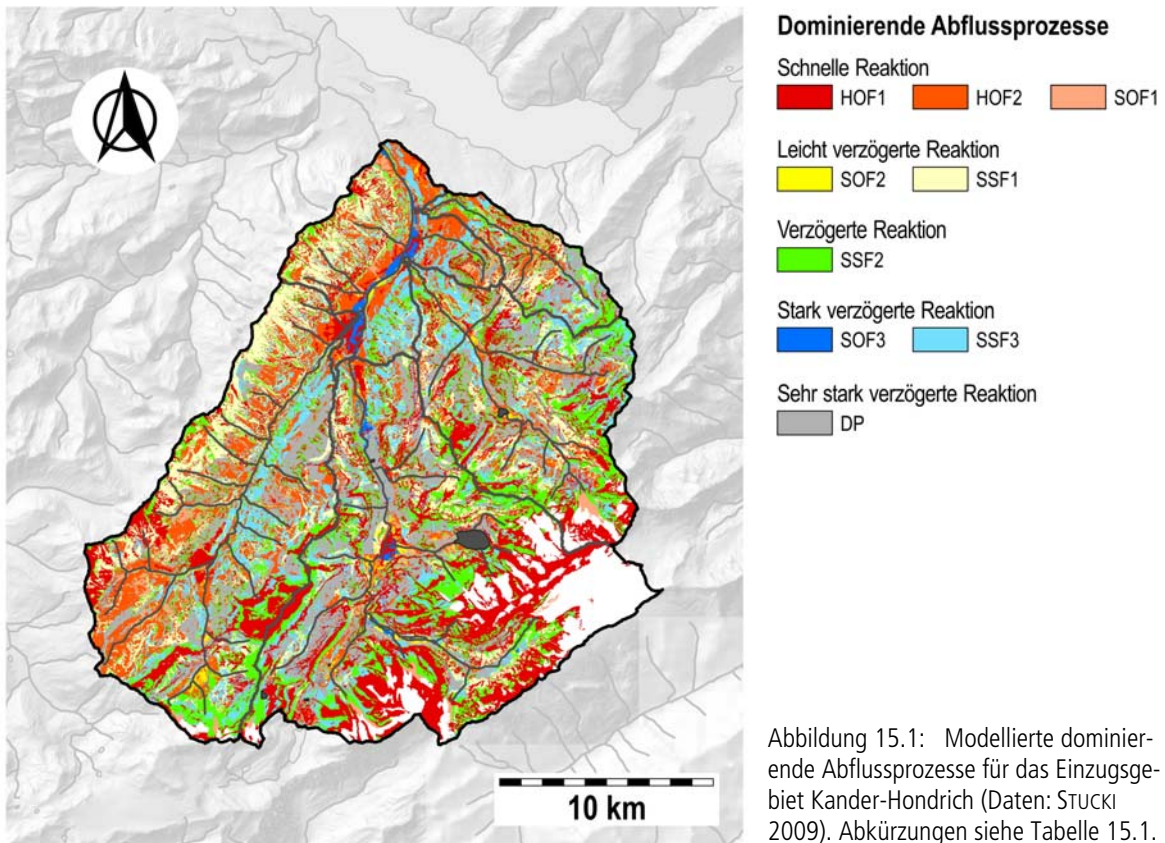 Dominierende Abflussprozesse
Schnelle Reaktion
HOF1 HOF2 SOF1
Leicht verzögerte Reaktion
SOF2 SSF1
Verzögerte Reaktion
SSF2
Stark verzögerte Reaktion
SOF3 SSF3
Sehr stark verzögerte Reaktion
DP
10 km
Abbildung 15.1: Modellierte dominier-
ende Abflussprozesse für das Einzugsge-
biet Kander-Hondrich (Daten: STUCKI
2009). Abkürzungen siehe Tabelle 15.1.